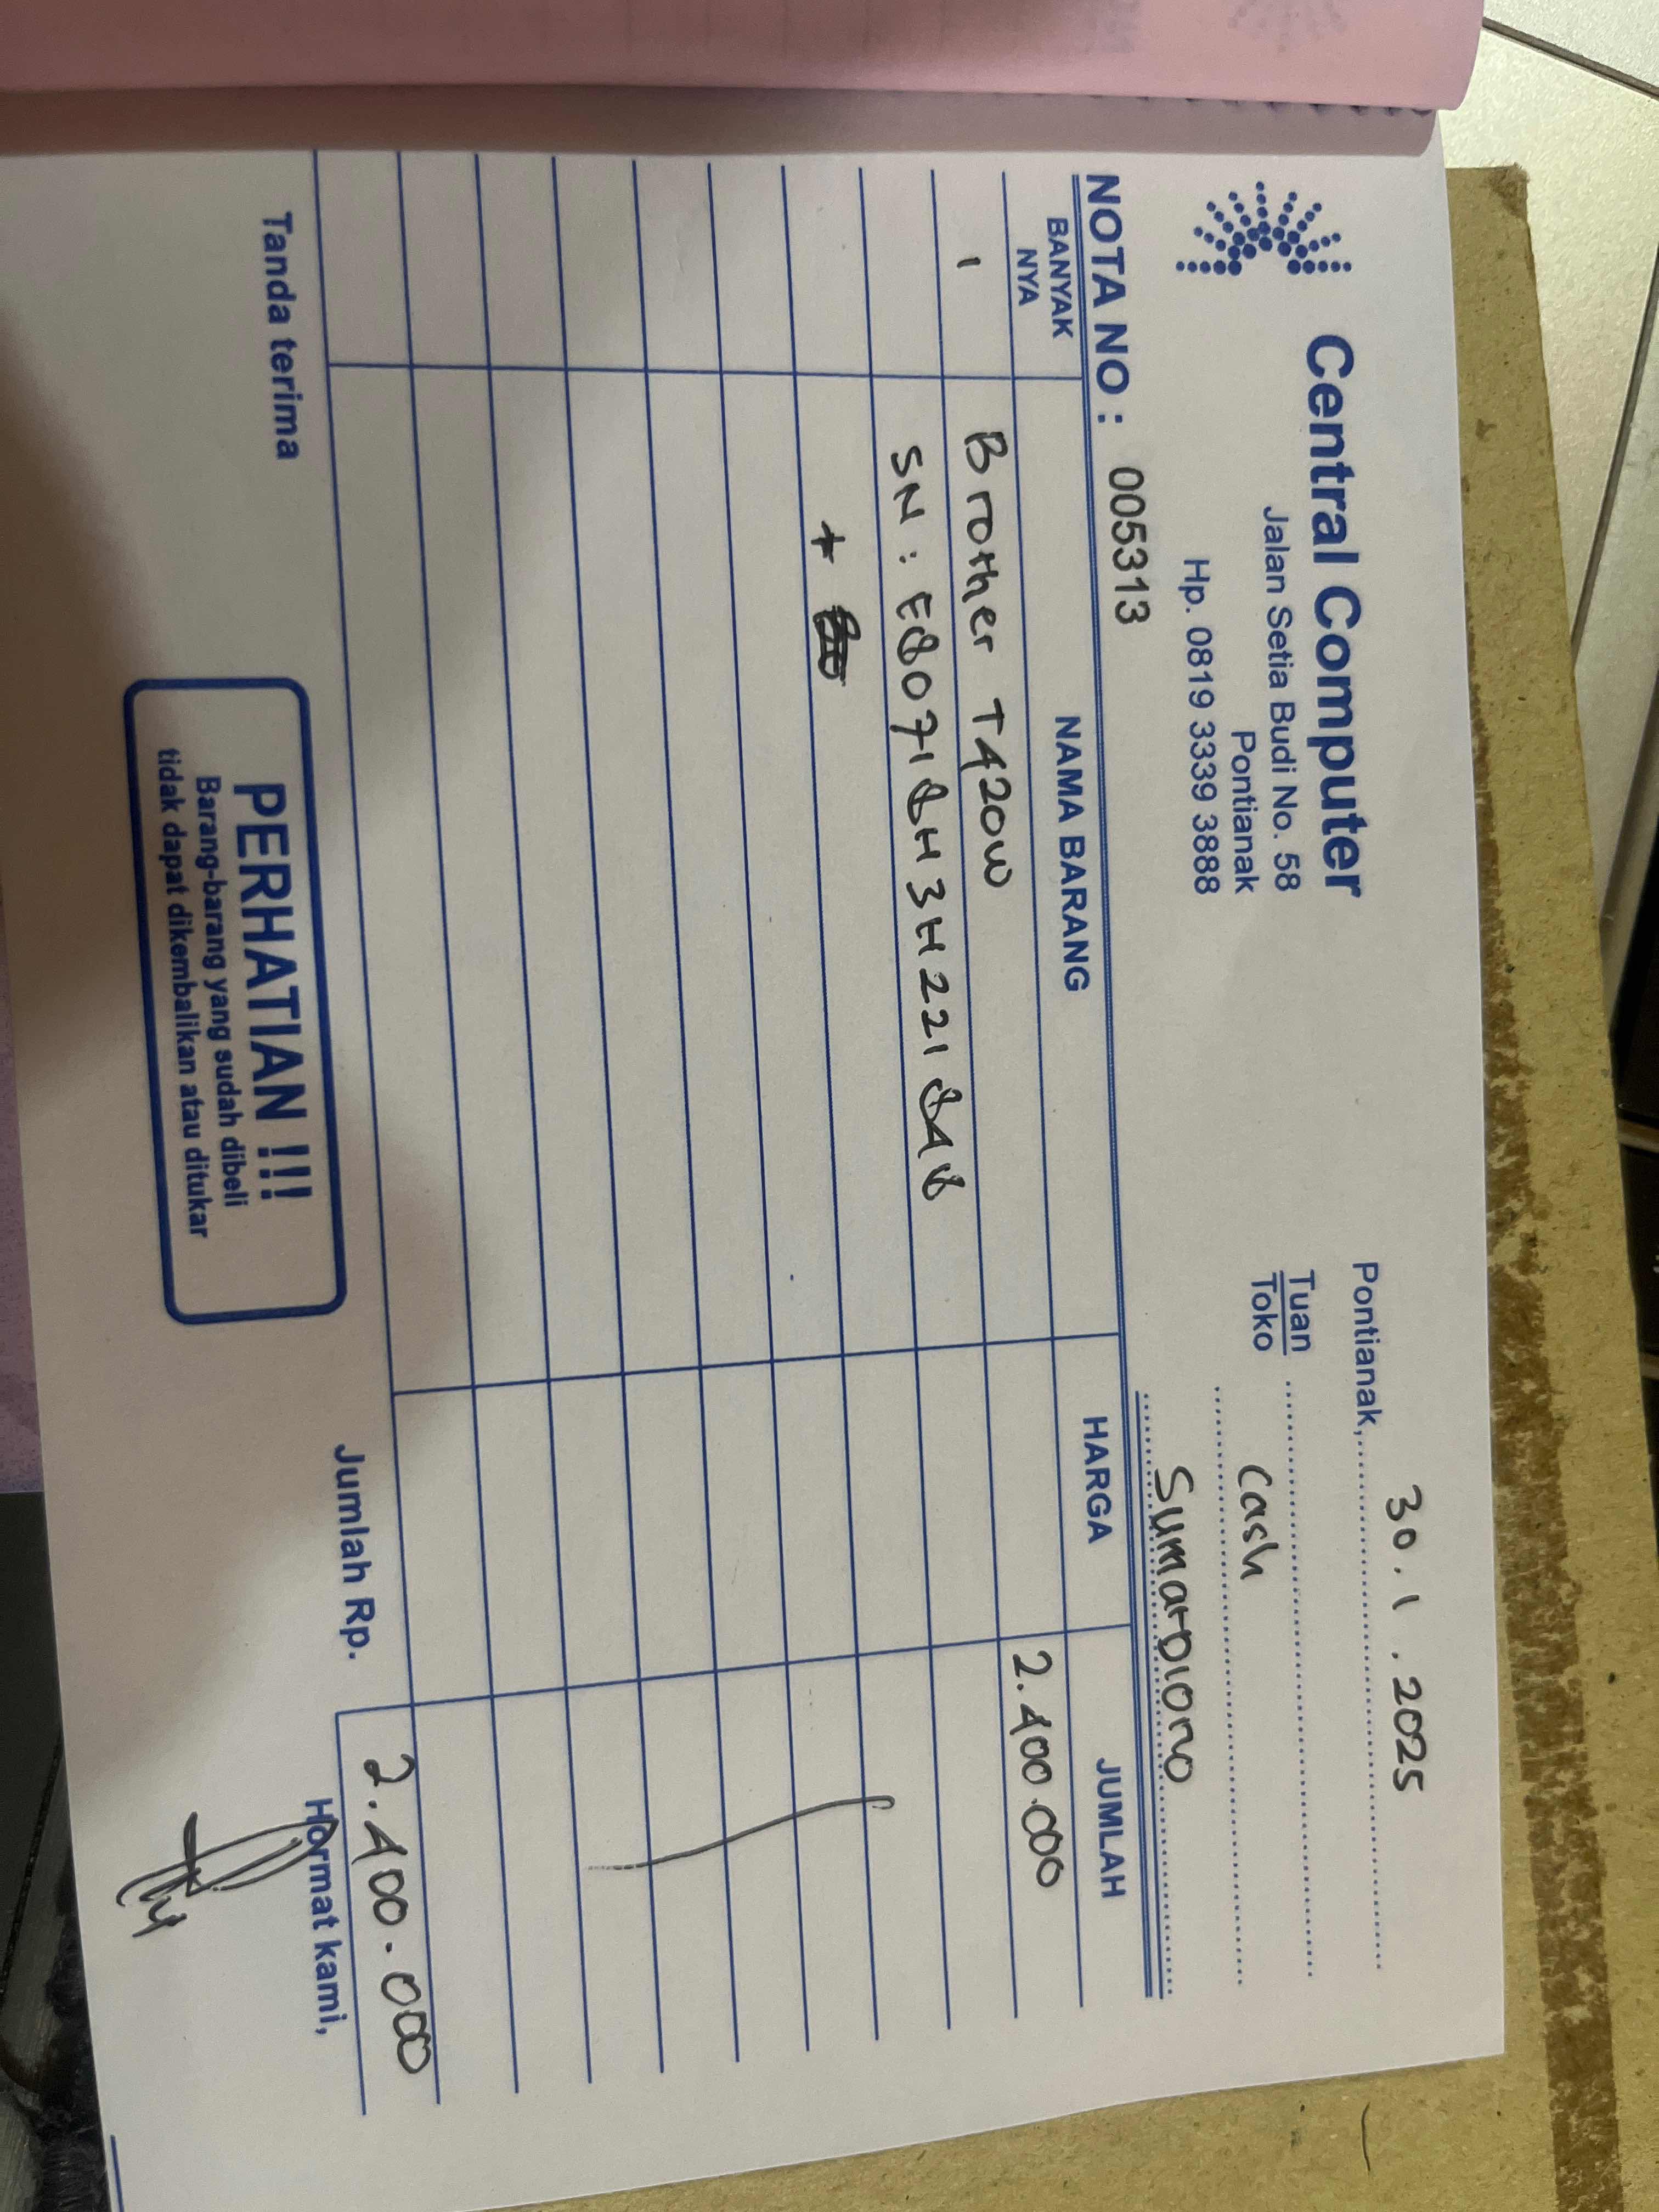 Central Computer
Jalan Setia Budi No. 58
Pontianak
Hp. 0819 3339 3888
Pontianak, 30.1.2025
Tuan
Toko
Cash
Sumardiono
NOTA NO : 005313
BANYAK NYA NAMA BARANG HARGA JUMLAH
1 Brother T420W 2.400.000
SN : E80718H3H221848
+
Jumlah Rp. 2.400.000
Tanda terima
Hormat kami,
PERHATIAN !!!
Barang-barang yang sudah dibeli
tidak dapat dikembalikan atau ditukar